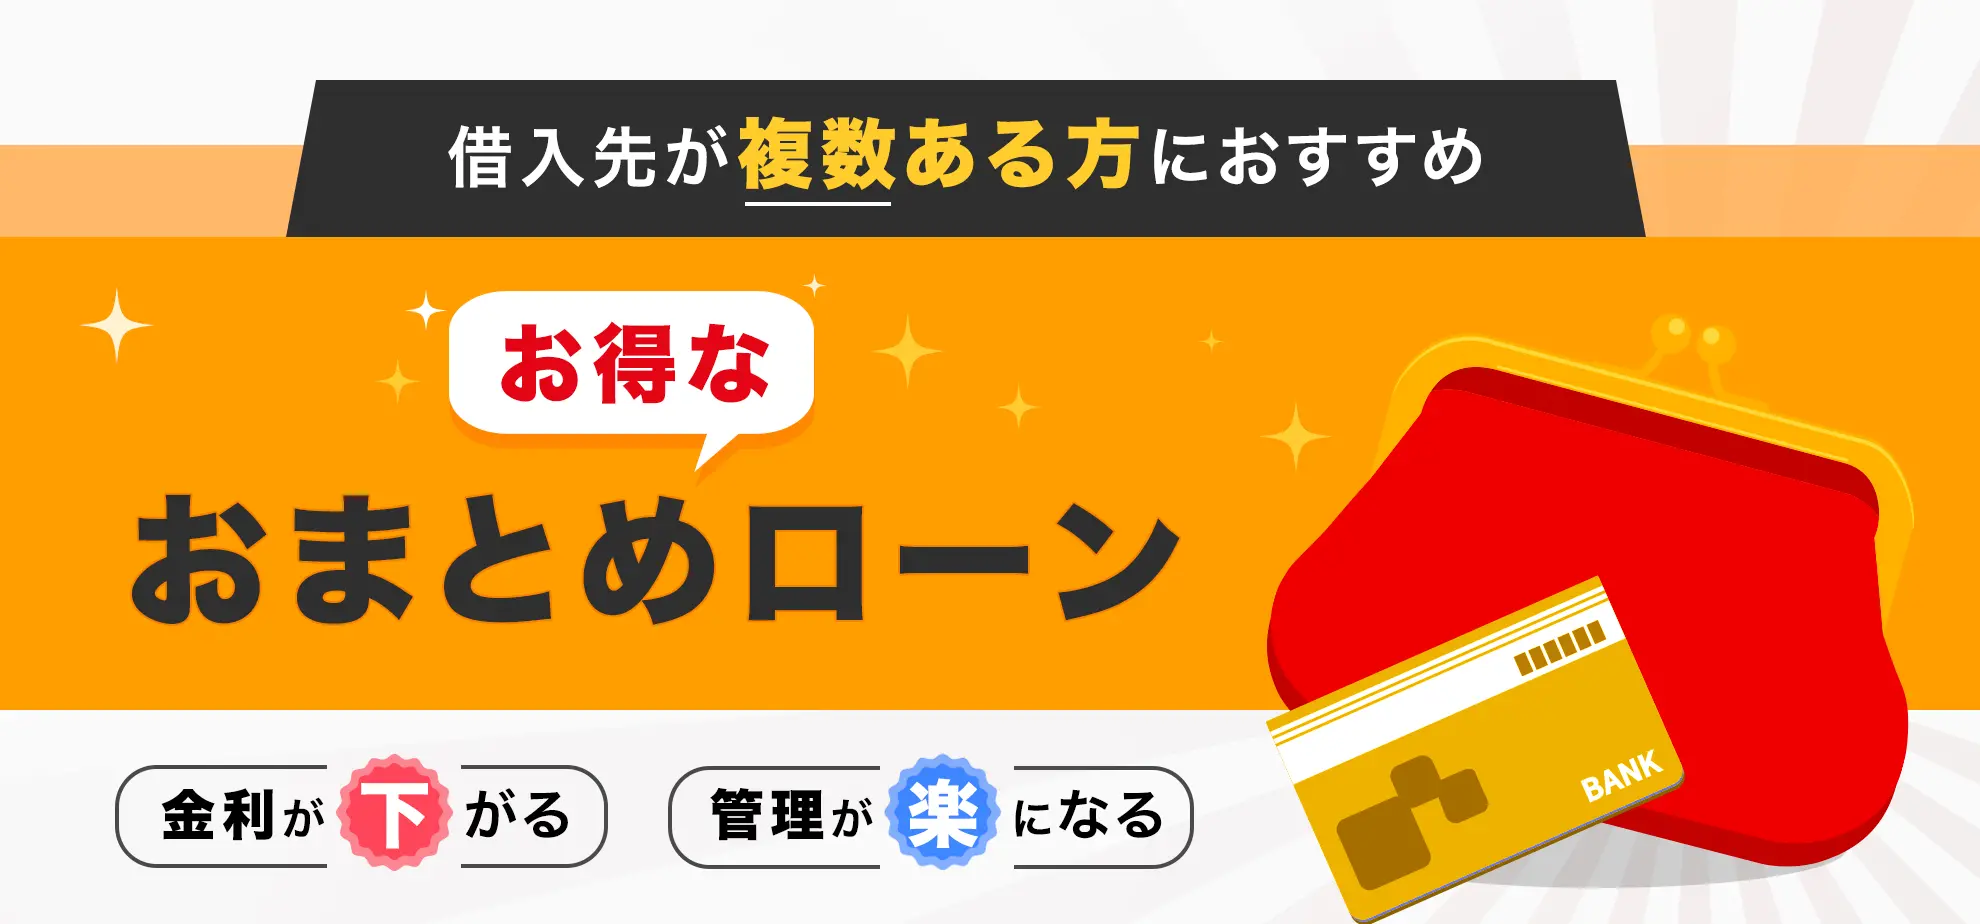 借入先が複数ある方におすすめ
お得な
おまとめローン
金利が下がる
管理が楽になる
BANK